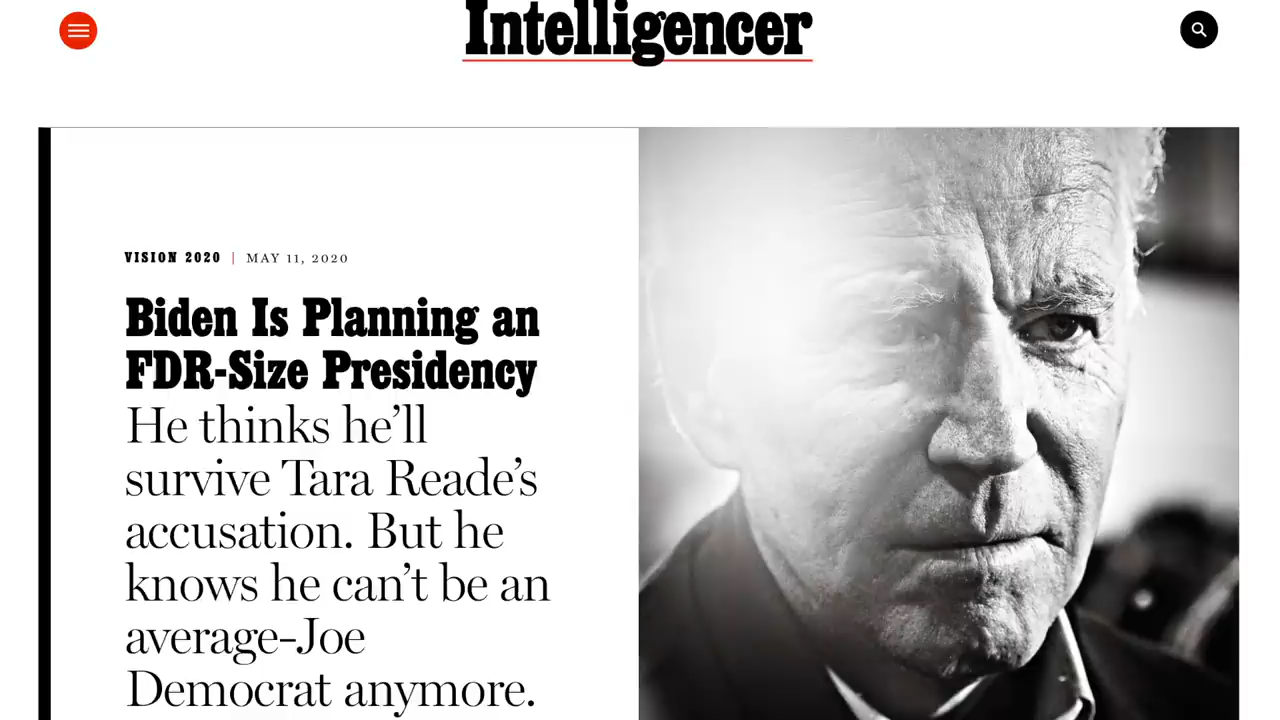 Intelligencer
VISION 2020 | MAY 11, 2020
Biden Is Planning an
FDR-Size Presidency
He thinks he’ll
survive Tara Reade’s
accusation. But he
knows he can’t be an
average-Joe
Democrat anymore.